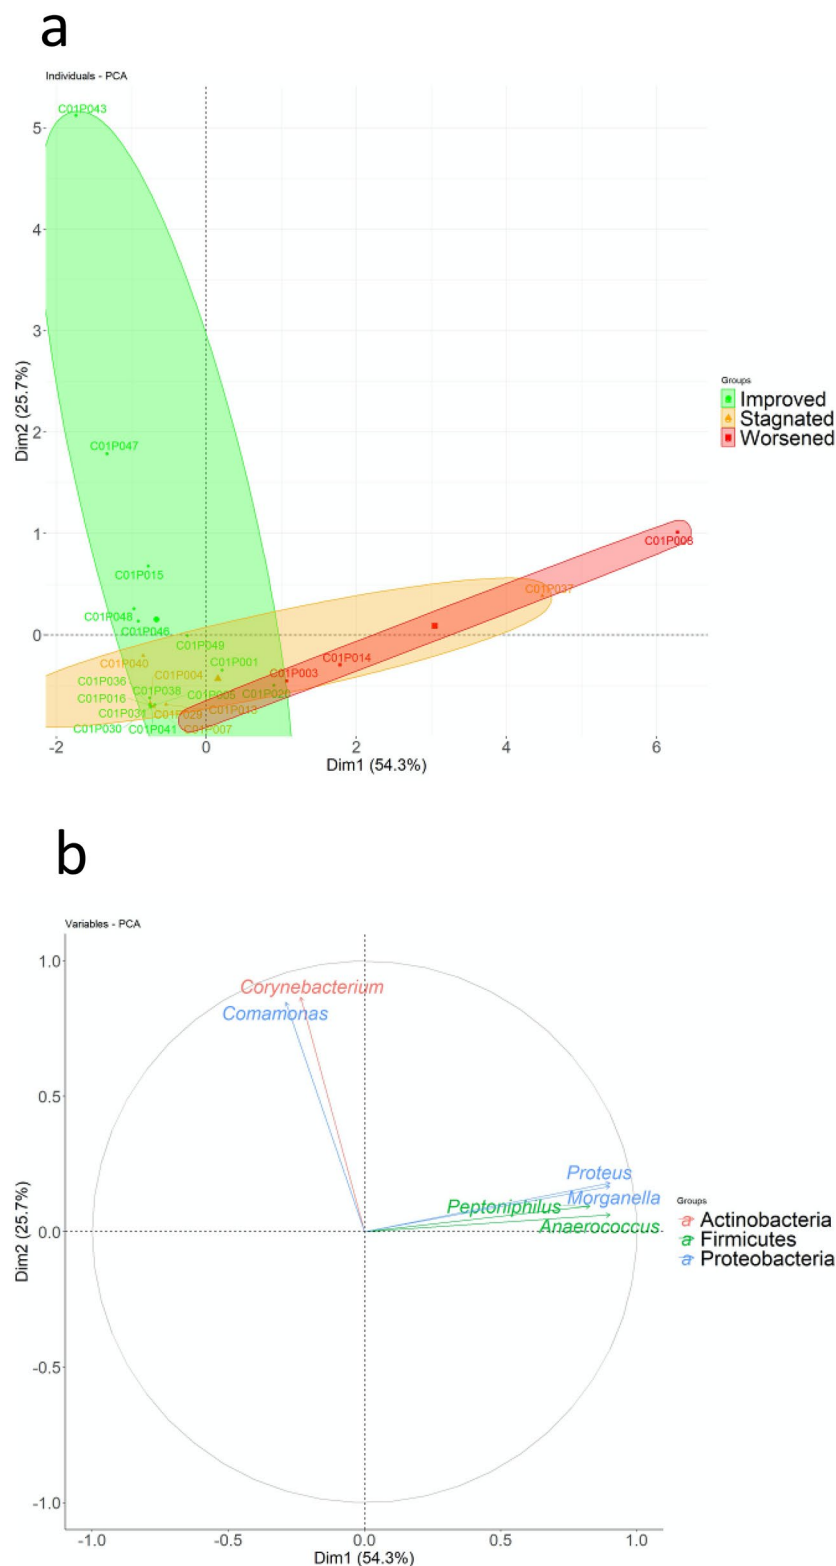 a
Individuals - PCA
C01P043
5
4
3
2
C01P047
1
C01P008
C01P015
C01P037
C01P048
C01P046
0
C01P049
C01P014
C01P040
C01P001
C01P004
C01P003
C01P036
C01P038
C01P005
C01P020
C01P016
C01P031
C01P029
C01P013
C01P030
C01P041
C01P007
-2
0
2
4
6
Dim1 (54.3%)
Dim2 (25.7%)
Groups
Improved
Stagnated
Worsened
b
Variables - PCA
1.0
Corynebacterium
Comamonas
0.5
Proteus
Morganella
Peptoniphilus
Anaerococcus
0.0
-0.5
-1.0
-1.0
-0.5
0.0
0.5
1.0
Dim1 (54.3%)
Dim2 (25.7%)
Groups
a Actinobacteria
a Firmicutes
a Proteobacteria